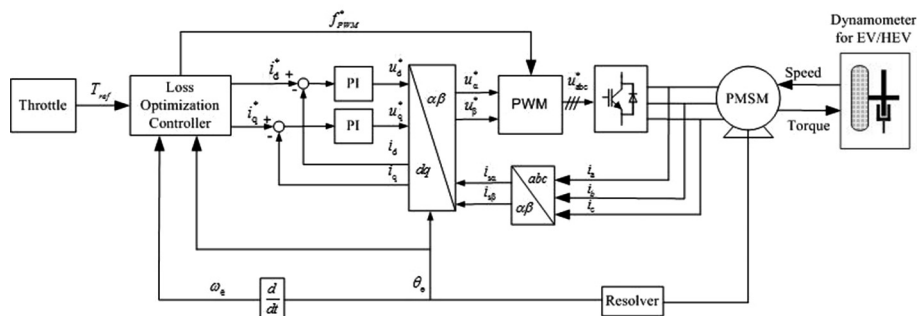 f*PWM
Dynamometer
for EV/HEV
Throttle
Tref
Loss
Optimization
Controller
i*d
+
-
PI
u*d
i*q
+
-
PI
u*q
id
iq
αβ
dq
u*α
u*β
PWM
u*abc
PMSM
Speed
Torque
isα
isβ
abc
αβ
ia
ib
ic
ωe
d
dt
θe
Resolver